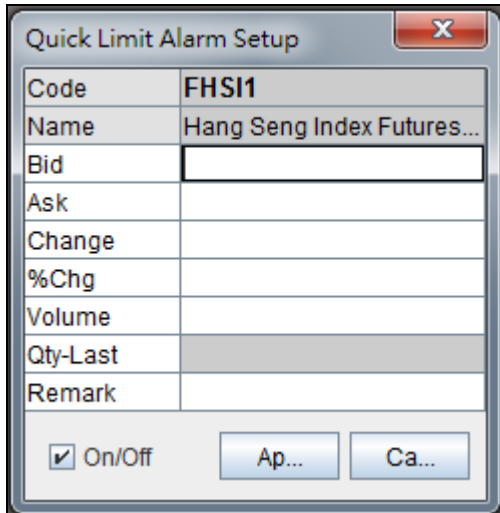 Quick Limit Alarm Setup
Code FHSI1
Name Hang Seng Index Futures...
Bid
Ask
Change
%Chg
Volume
Qty-Last
Remark
On/Off Ap... Ca...